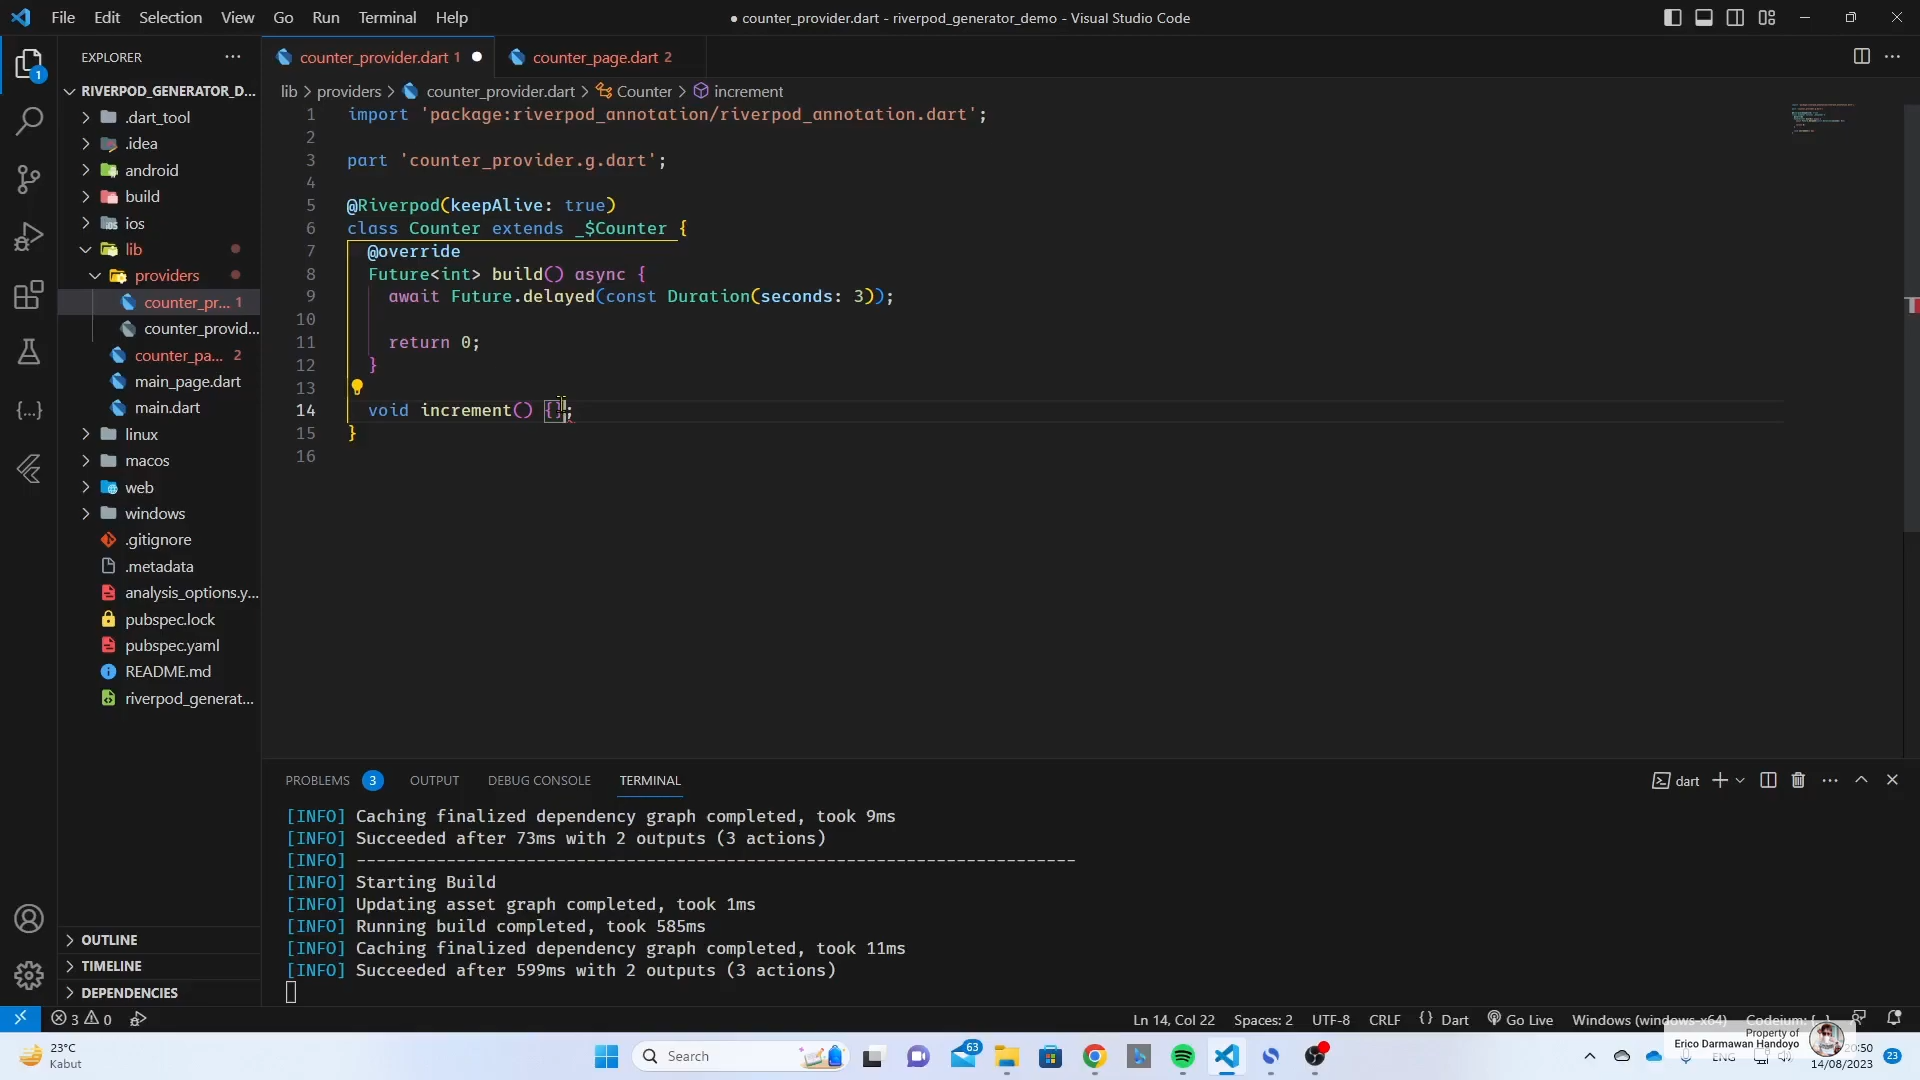 File Edit Selection View Go Run Terminal Help
● counter_provider.dart - riverpod_generator_demo - Visual Studio Code
1
EXPLORER
RIVERPOD_GENERATOR_D...
.dart_tool
.idea
android
build
ios
lib
providers
counter_pr... 1
counter_provid...
counter_pa... 2
main_page.dart
main.dart
linux
macos
web
windows
.gitignore
.metadata
analysis_options.y...
pubspec.lock
pubspec.yaml
README.md
riverpod_generat...
OUTLINE
TIMELINE
DEPENDENCIES
counter_provider.dart 1 ●
counter_page.dart 2
lib > providers > counter_provider.dart > Counter > increment
1 import 'package:riverpod_annotation/riverpod_annotation.dart';
2
3 part 'counter_provider.g.dart';
4
5 @Riverpod(keepAlive: true)
6 class Counter extends _$Counter {
7 @override
8 Future<int> build() async {
9 await Future.delayed(const Duration(seconds: 3));
10
11 return 0;
12 }
13
14 void increment() {};
15 }
16
PROBLEMS 3 OUTPUT DEBUG CONSOLE TERMINAL
dart
[INFO] Caching finalized dependency graph completed, took 9ms
[INFO] Succeeded after 73ms with 2 outputs (3 actions)
[INFO] ------------------------------------------------------------------------
[INFO] Starting Build
[INFO] Updating asset graph completed, took 1ms
[INFO] Running build completed, took 585ms
[INFO] Caching finalized dependency graph completed, took 11ms
[INFO] Succeeded after 599ms with 2 outputs (3 actions)
3 0
Ln 14, Col 22 Spaces: 2 UTF-8 CRLF {} Dart Go Live Windows (windows-x64) Codeium:
Property of
Erico Darmawan Handoyo
23°C
Kabut
Search
63
ENG
20:50
14/08/2023
23